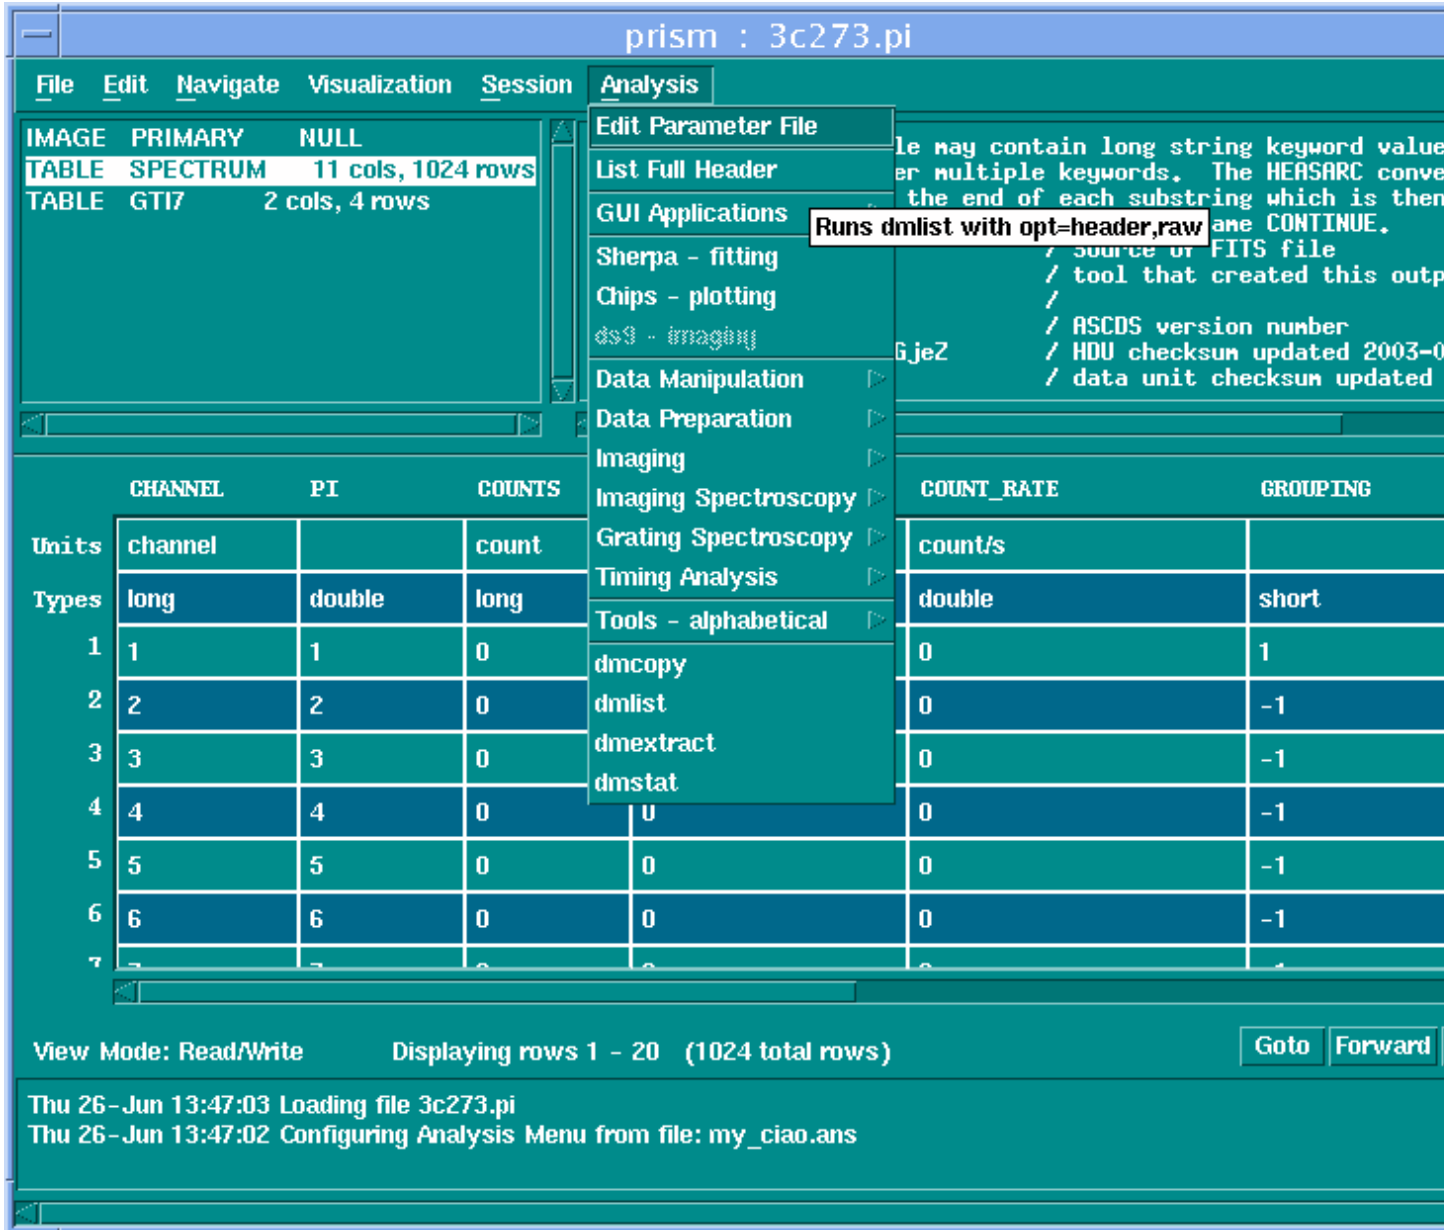 prism : 3c273.pi
File Edit Navigate Visualization Session Analysis
IMAGE PRIMARY NULL
TABLE SPECTRUM 11 cols, 1024 rows
TABLE GTI7 2 cols, 4 rows
Edit Parameter File
List Full Header
GUI Applications
Sherpa - fitting
Chips - plotting
ds9 - imaging
Data Manipulation
Data Preparation
Imaging
Imaging Spectroscopy
Grating Spectroscopy
Timing Analysis
Tools - alphabetical
dmcopy
dmlist
dmextract
dmstat
Runs dmlist with opt=header,raw
le may contain long string keyword value
er multiple keywords. The HEASARC conve
the end of each substring which is then
ame CONTINUE.
/ Source of FITS file
/ tool that created this outp
/
/ ASCDS version number
GjeZ / HDU checksum updated 2003-0
/ data unit checksum updated
CHANNEL PI COUNTS COUNT_RATE GROUPING
Units channel count count/s
Types long double long double short
1 1 1 0 0 1
2 2 2 0 0 -1
3 3 3 0 0 -1
4 4 4 0 0 0 -1
5 5 5 0 0 0 -1
6 6 6 0 0 0 -1
7
View Mode: Read/Write Displaying rows 1 - 20 (1024 total rows) Goto Forward
Thu 26-Jun 13:47:03 Loading file 3c273.pi
Thu 26-Jun 13:47:02 Configuring Analysis Menu from file: my_ciao.ans